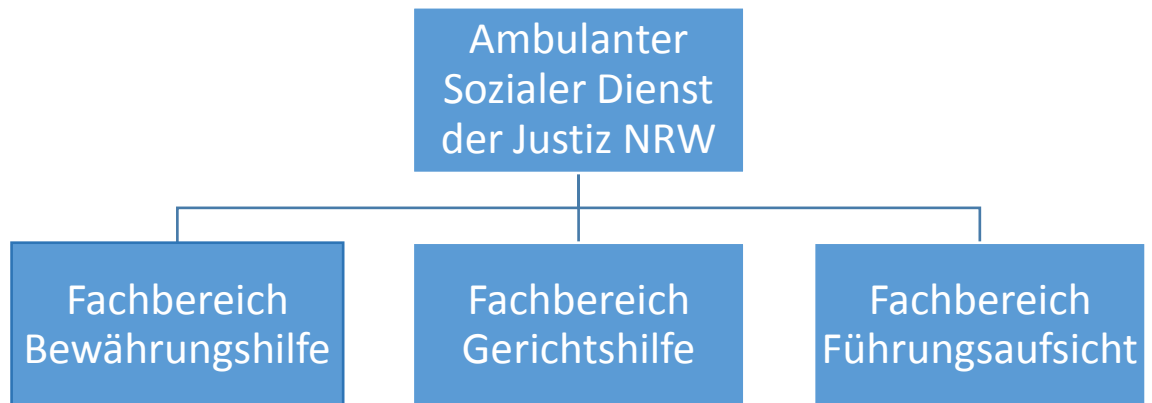 Ambulanter
Sozialer Dienst
der Justiz NRW
Fachbereich
Bewährungshilfe
Fachbereich
Gerichtshilfe
Fachbereich
Führungsaufsicht